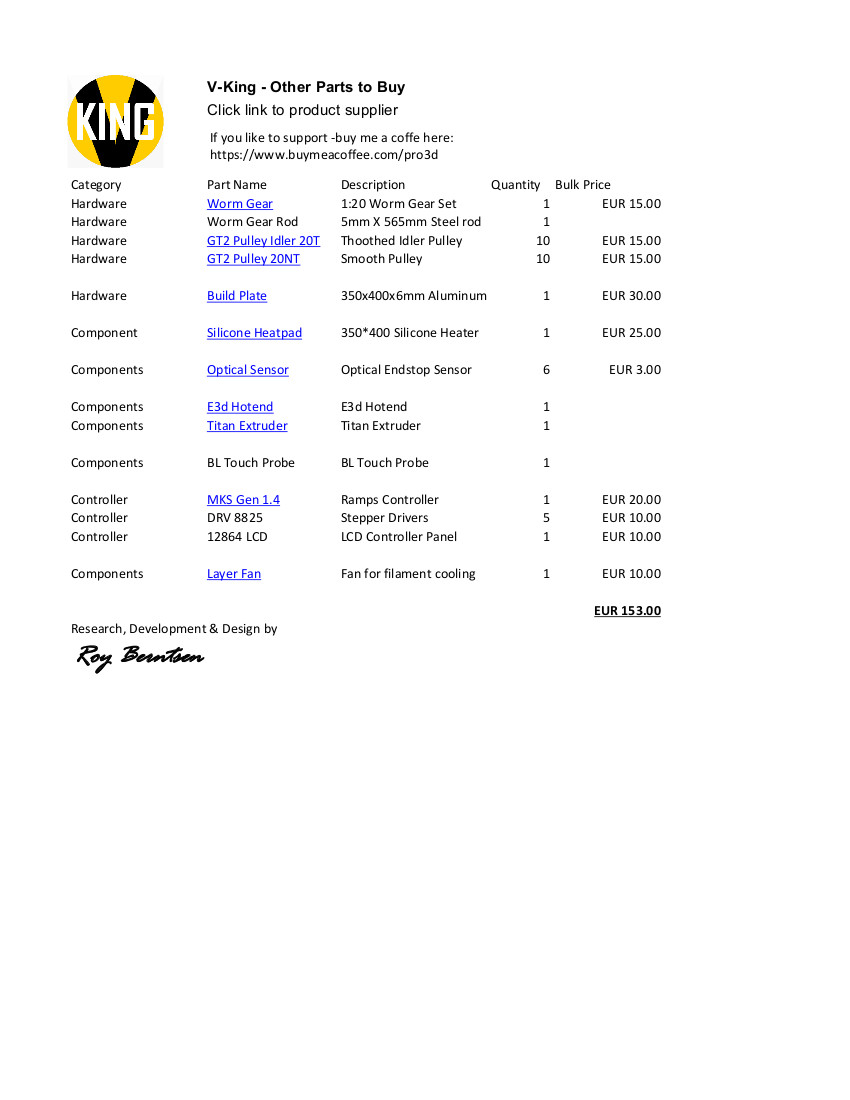 KING
V-King - Other Parts to Buy
Click link to product supplier
If you like to support -buy me a coffe here:
https://www.buymeacoffee.com/pro3d
Category Part Name Description Quantity Bulk Price
Hardware Worm Gear 1:20 Worm Gear Set 1 EUR 15.00
Hardware Worm Gear Rod 5mm X 565mm Steel rod 1
Hardware GT2 Pulley Idler 20T Thoothed Idler Pulley 10 EUR 15.00
Hardware GT2 Pulley 20NT Smooth Pulley 10 EUR 15.00
Hardware Build Plate 350x400x6mm Aluminum 1 EUR 30.00
Component Silicone Heatpad 350*400 Silicone Heater 1 EUR 25.00
Components Optical Sensor Optical Endstop Sensor 6 EUR 3.00
Components E3d Hotend E3d Hotend 1
Components Titan Extruder Titan Extruder 1
Components BL Touch Probe BL Touch Probe 1
Controller MKS Gen 1.4 Ramps Controller 1 EUR 20.00
Controller DRV 8825 Stepper Drivers 5 EUR 10.00
Controller 12864 LCD LCD Controller Panel 1 EUR 10.00
Components Layer Fan Fan for filament cooling 1 EUR 10.00
EUR 153.00
Research, Development & Design by
Roy Berntsen